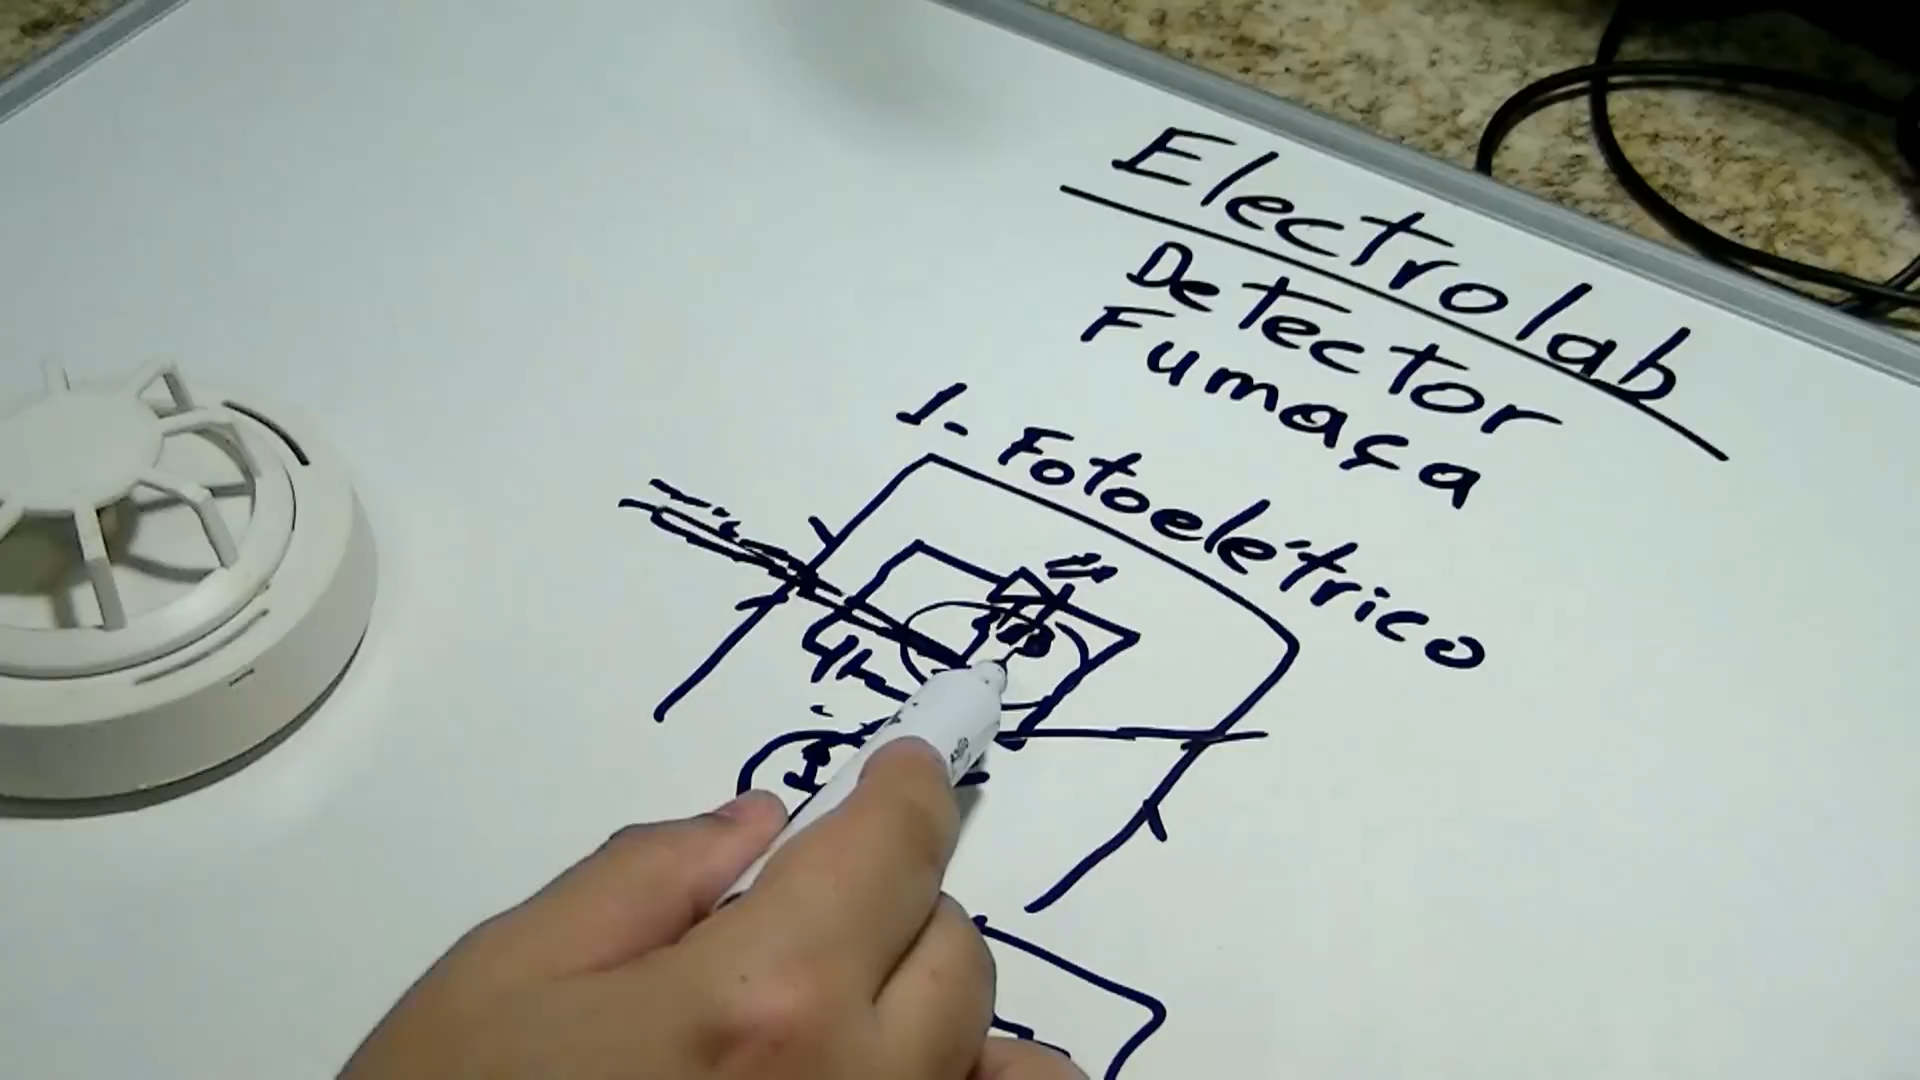 Electrolab
Detector
Fumaça
1- Fotoelétrico